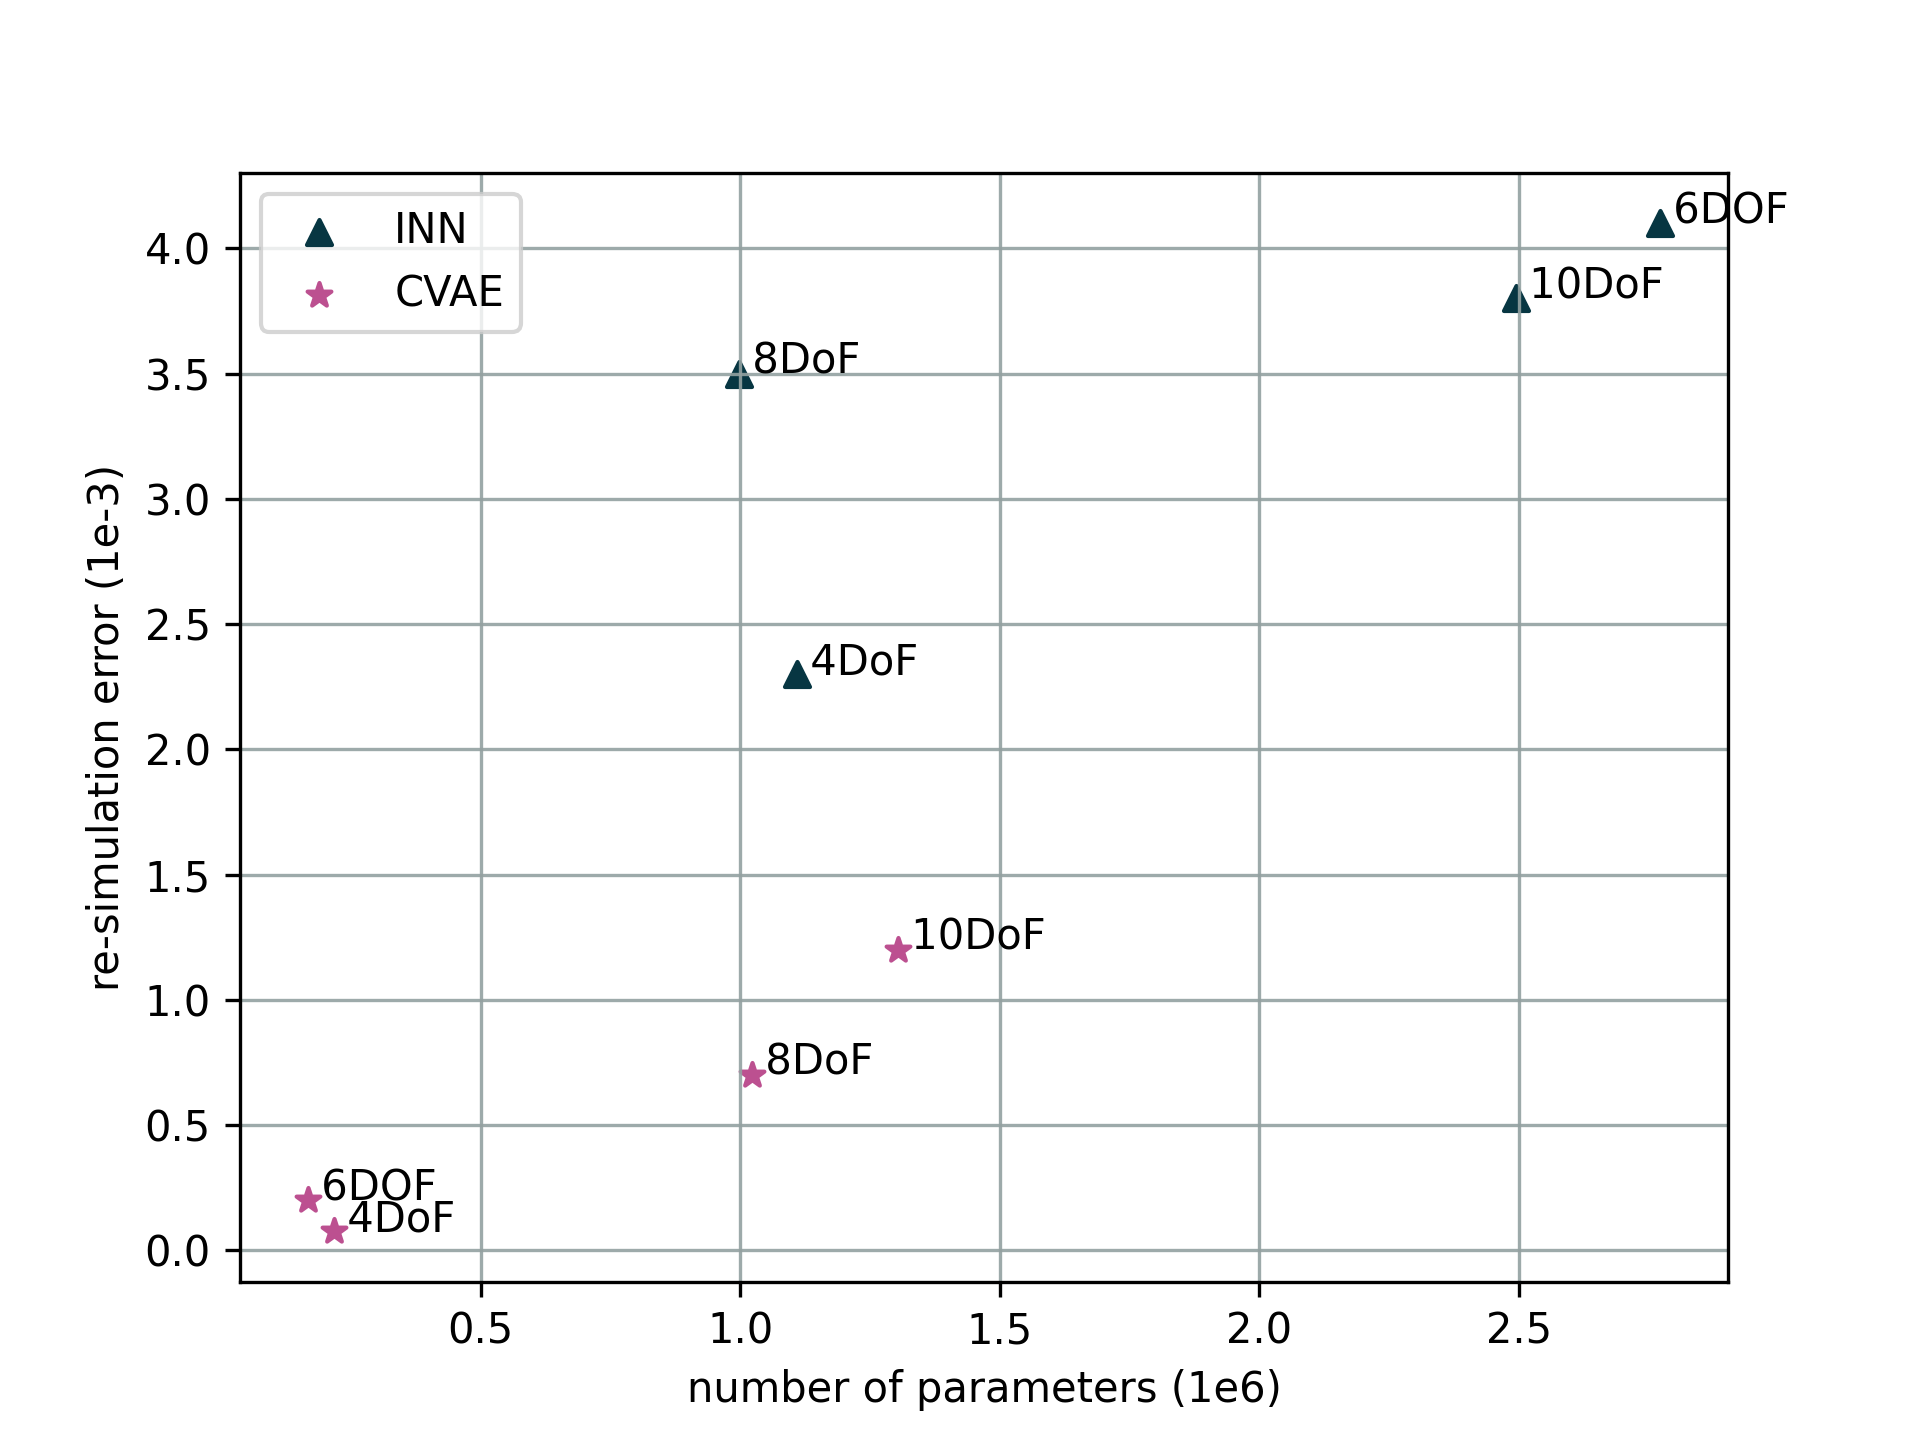 INN
CVAE
6DOF
10DoF
8DoF
4DoF
10DoF
8DoF
6DOF
4DoF
4.0
3.5
3.0
2.5
2.0
1.5
1.0
0.5
0.0
re-simulation error (1e-3)
0.5 1.0 1.5 2.0 2.5
number of parameters (1e6)